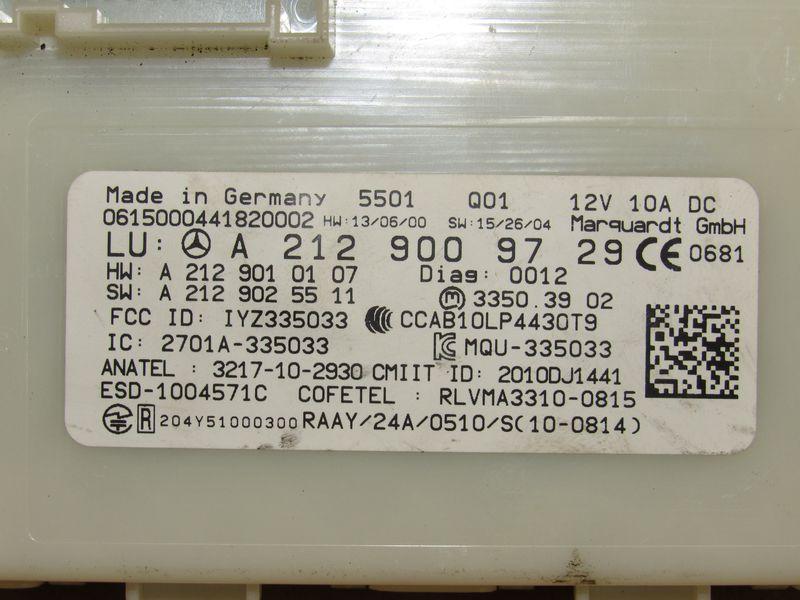 Made in Germany 5501 Q01 12V 10A DC
0615000441820002 HW:13/06/00 SW:15/26/04 Marquardt GmbH
LU: A 212 900 97 29 CE 0681
HW: A 212 901 01 07 Diag: 0012
SW: A 212 902 55 11 m 3350.3902
FCC ID: IYZ335033 CCAB10LP4430T9
IC: 2701A-335033 MQU-335033
ANATEL : 3217-10-2930 CMIIT ID: 2010DJ1441
ESD-1004571C COFETEL : RLVMA3310-0815
R 204Y51000300 RAAY/24A/0510/S(10-0814)